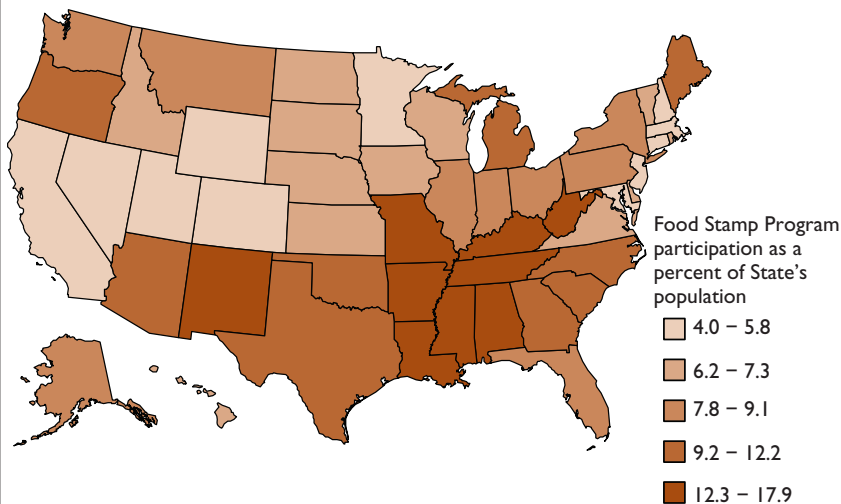 Food Stamp Program
participation as a
percent of State's
population
4.0 – 5.8
6.2 – 7.3
7.8 – 9.1
9.2 – 12.2
12.3 – 17.9